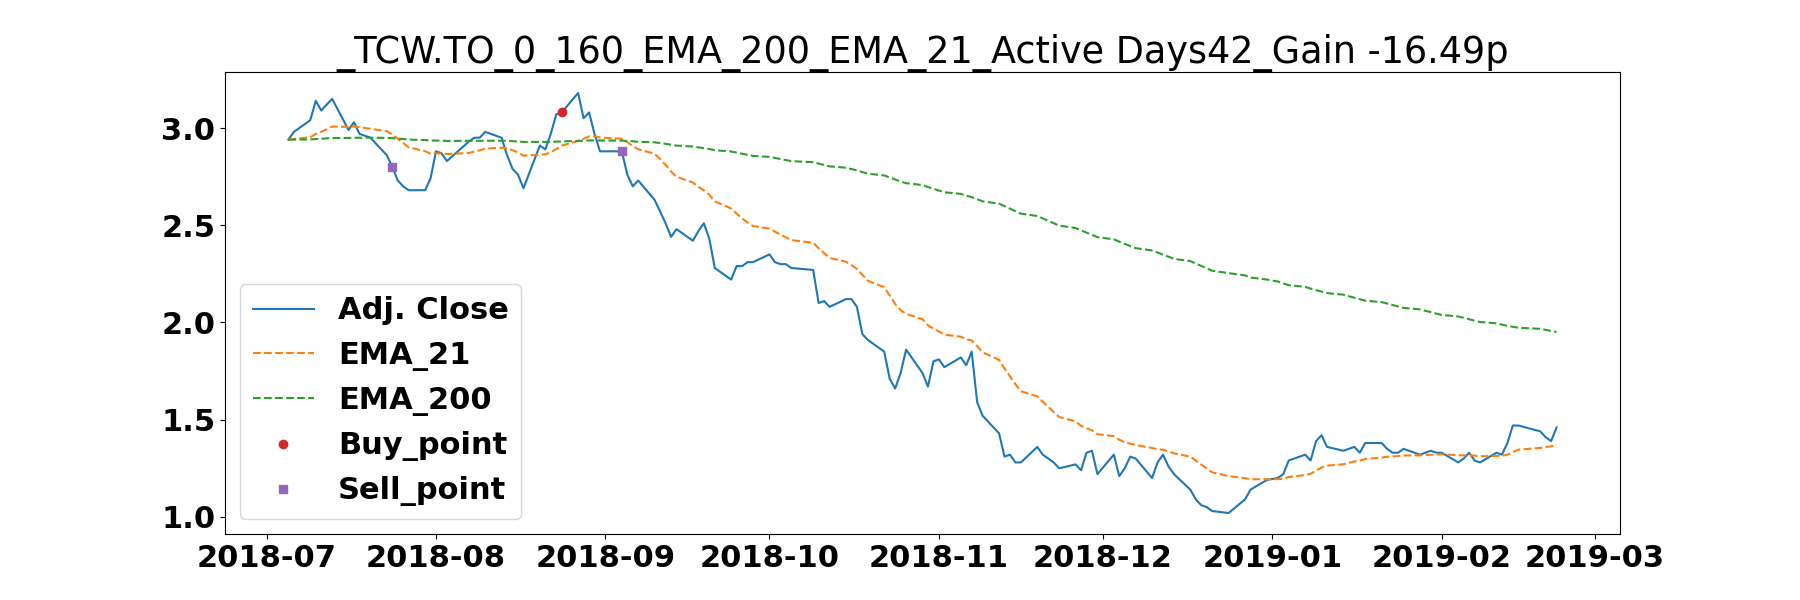 _TCW.TO_0_160_EMA_200_EMA_21_Active Days42_Gain -16.49p
3.0
2.5
2.0
1.5
1.0
Adj. Close
EMA_21
EMA_200
Buy_point
Sell_point
2018-07 2018-08 2018-09 2018-10 2018-11 2018-12 2019-01 2019-02 2019-03